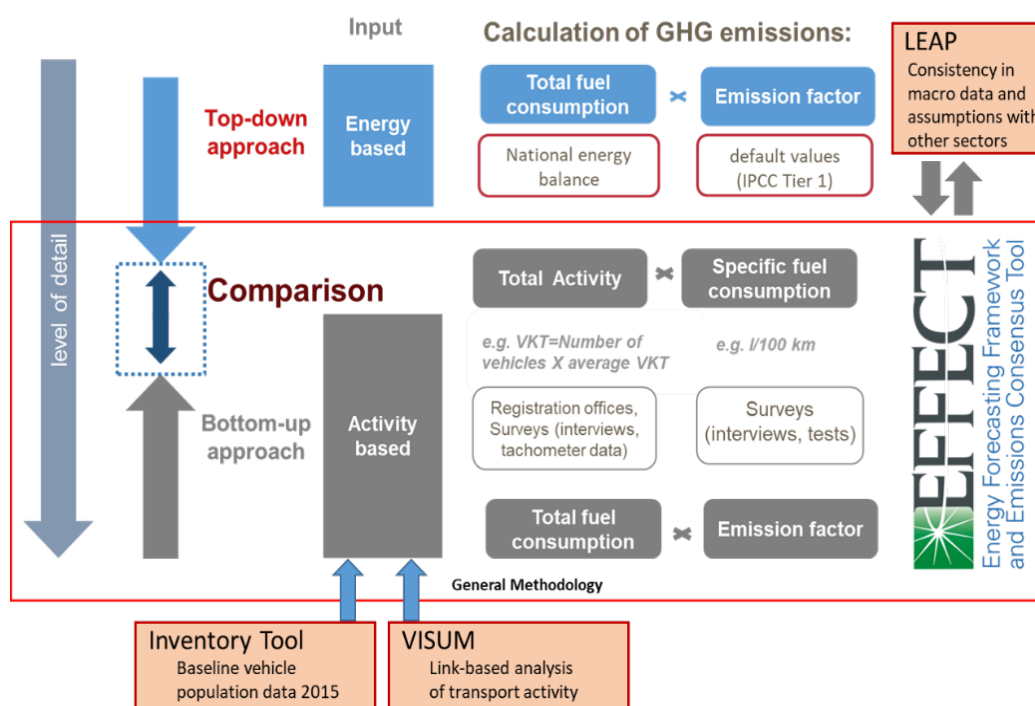 Input
Calculation of GHG emissions:
LEAP
Consistency in
macro data and
assumptions with
other sectors
level of detail
Top-down
approach
Energy
based
Total fuel
consumption
×
Emission factor
National energy
balance
default values
(IPCC Tier 1)
Comparison
Total Activity
×
Specific fuel
consumption
e.g. VKT=Number of
vehicles X average VKT
e.g. l/100 km
Bottom-up
approach
Activity
based
Registration offices,
Surveys (interviews,
tachometer data)
Surveys
(interviews, tests)
Total fuel
consumption
×
Emission factor
EFFECT
Energy Forecasting Framework
and Emissions Consensus Tool
General Methodology
Inventory Tool
Baseline vehicle
population data 2015
VISUM
Link-based analysis
of transport activity